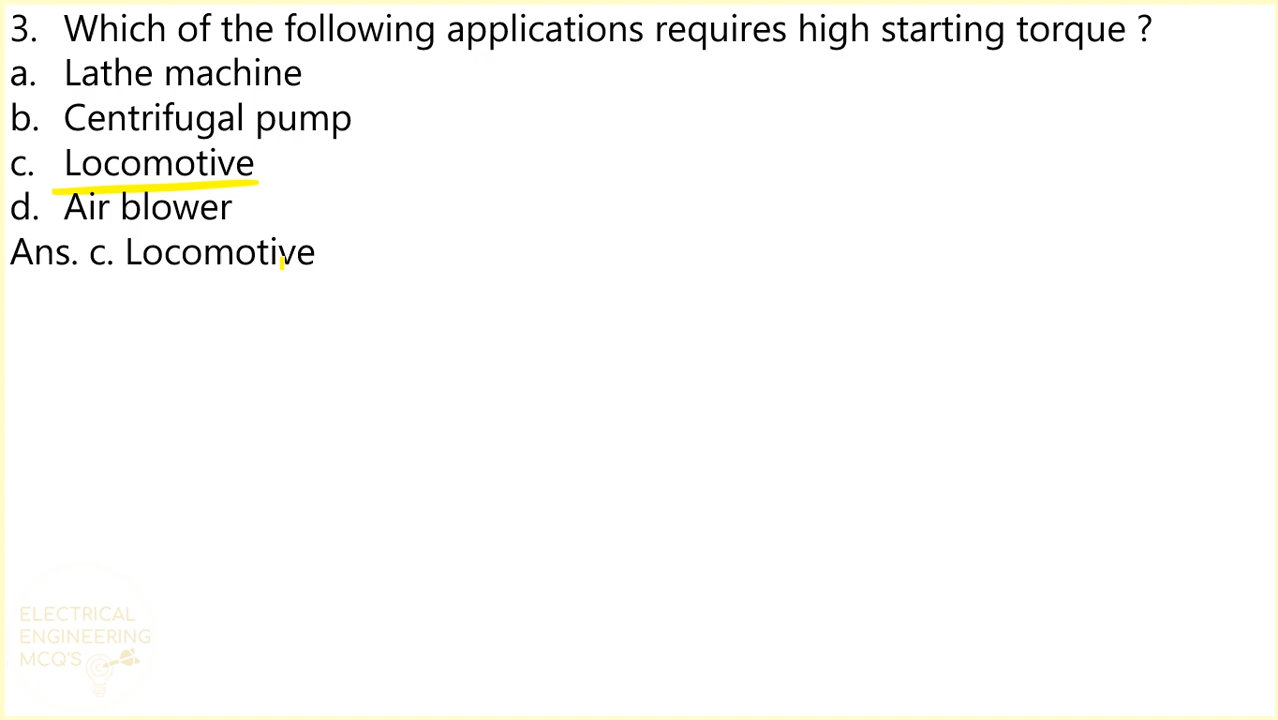 3. Which of the following applications requires high starting torque ?
a. Lathe machine
b. Centrifugal pump
c. Locomotive
d. Air blower
Ans. c. Locomotive
ELECTRICAL
ENGINEERING
MCQ'S